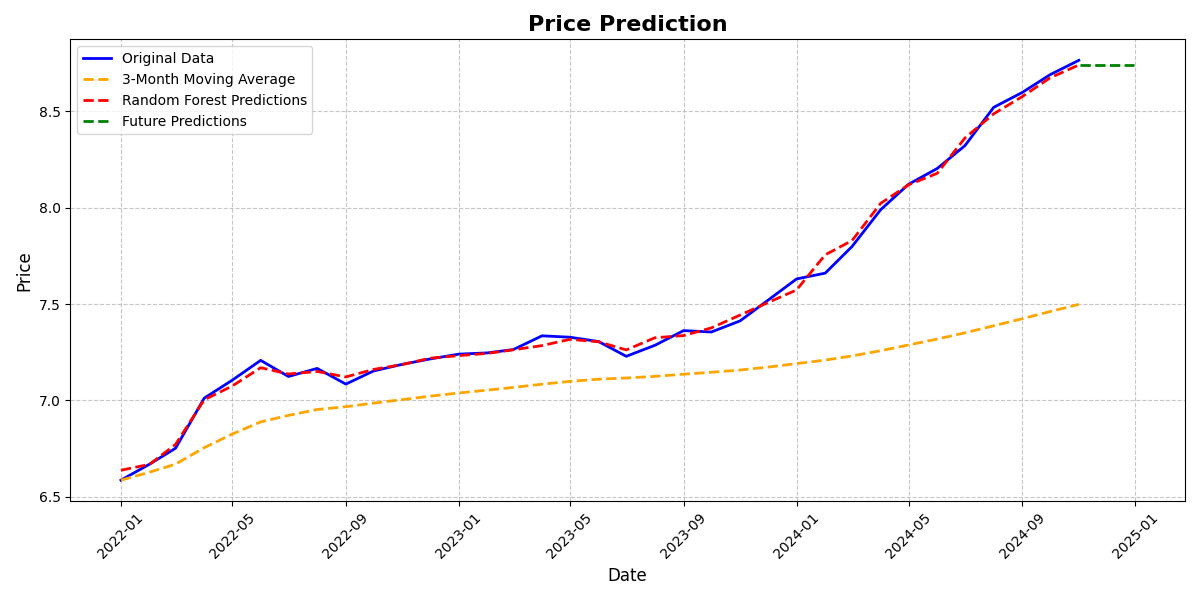 Price Prediction
Original Data
3-Month Moving Average
Random Forest Predictions
Future Predictions
Price
8.5
8.0
7.5
7.0
6.5
2022-01
2022-05
2022-09
2023-01
2023-05
2023-09
2024-01
2024-05
2024-09
2025-01
Date